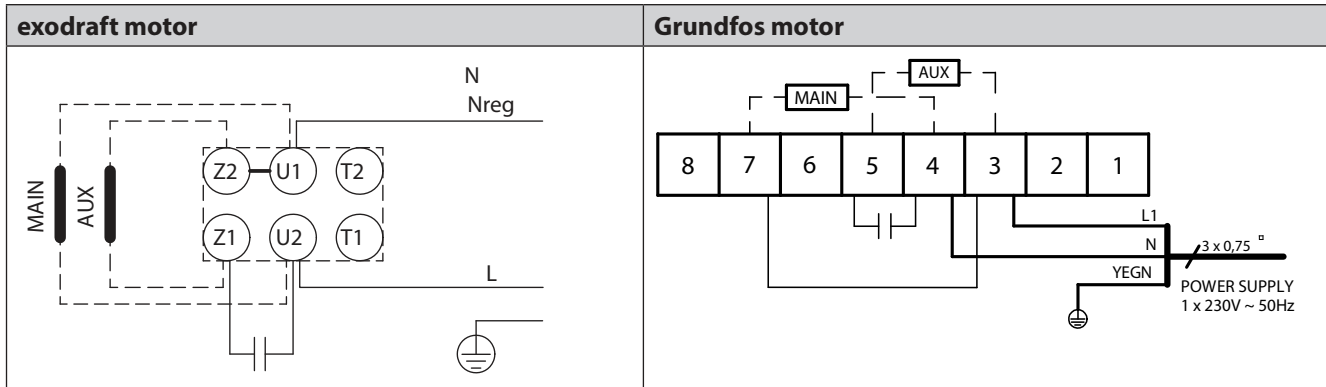 exodraft motor
N
Nreg
MAIN
AUX
Z2
U1
T2
Z1
U2
T1
L
Grundfos motor
AUX
MAIN
8 7 6 5 4 3 2 1
L1
N
3 x 0,75 □
YEGN
POWER SUPPLY
1 x 230V ~ 50Hz